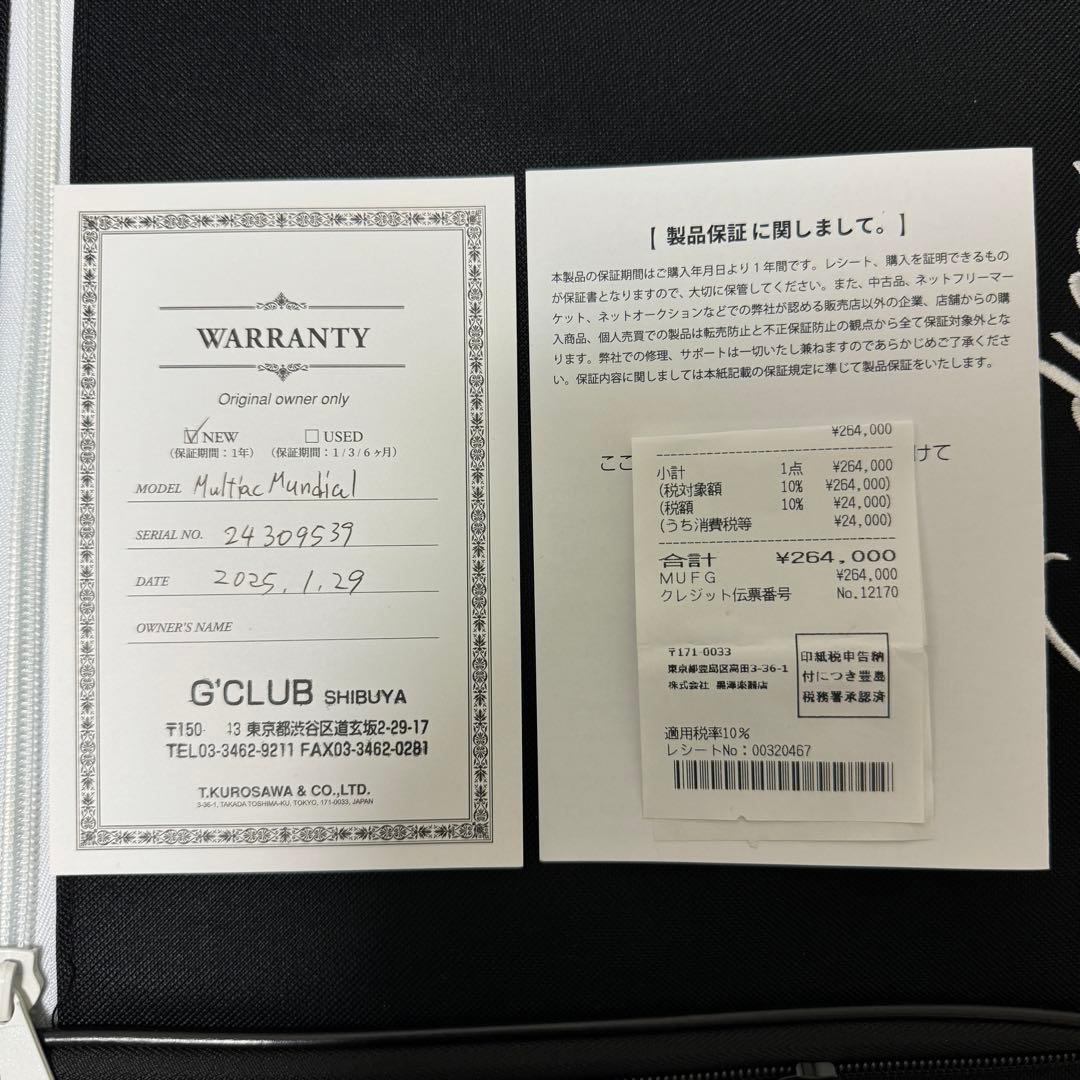 WARRANTY
Original owner only
☑ NEW ☐ USED
(保証期間:1年) (保証期間:1/3/6ヶ月)
MODEL Multiac Mundial
SERIAL NO. 24309539
DATE 2025.1.29
OWNER'S NAME
G'CLUB SHIBUYA
〒150- 43 東京都渋谷区道玄坂2-29-17
TEL03-3462-9211 FAX03-3462-0281
T.KUROSAWA & CO.,LTD.
3-36-1, TAKADA TOSHIMA-KU, TOKYO, 171-0033, JAPAN
【 製品保証 に関しまして。】
本製品の保証期間はご購入年月日より1年間です。レシート、購入を証明できるもの
が保証書となりますので、大切に保管してください。また、中古品、ネットフリーマー
ケット、ネットオークションなどでの弊社が認める販売店以外の企業、店舗からの購
入商品、個人売買での製品は転売防止と不正保証防止の観点から全て保証対象外とな
ります。弊社での修理、サポートは一切いたし兼ねますのであらかじめご了承くださ
い。保証内容に関しましては本紙記載の保証規定に準じて製品保証をいたします。
ここ けて
¥264,000
小計 1点 ¥264,000
(税対象額 10% ¥264,000)
(税額 10% ¥24,000)
(うち消費税等 ¥24,000)
合計 ¥264,000
MUFG ¥264,000
クレジット伝票番号 No.12170
〒171-0033
東京都豊島区高田3-36-1
株式会社 黒澤楽器店
印紙税申告納
付につき豊島
税務署承認済
適用税率10%
レシートNo:00320467